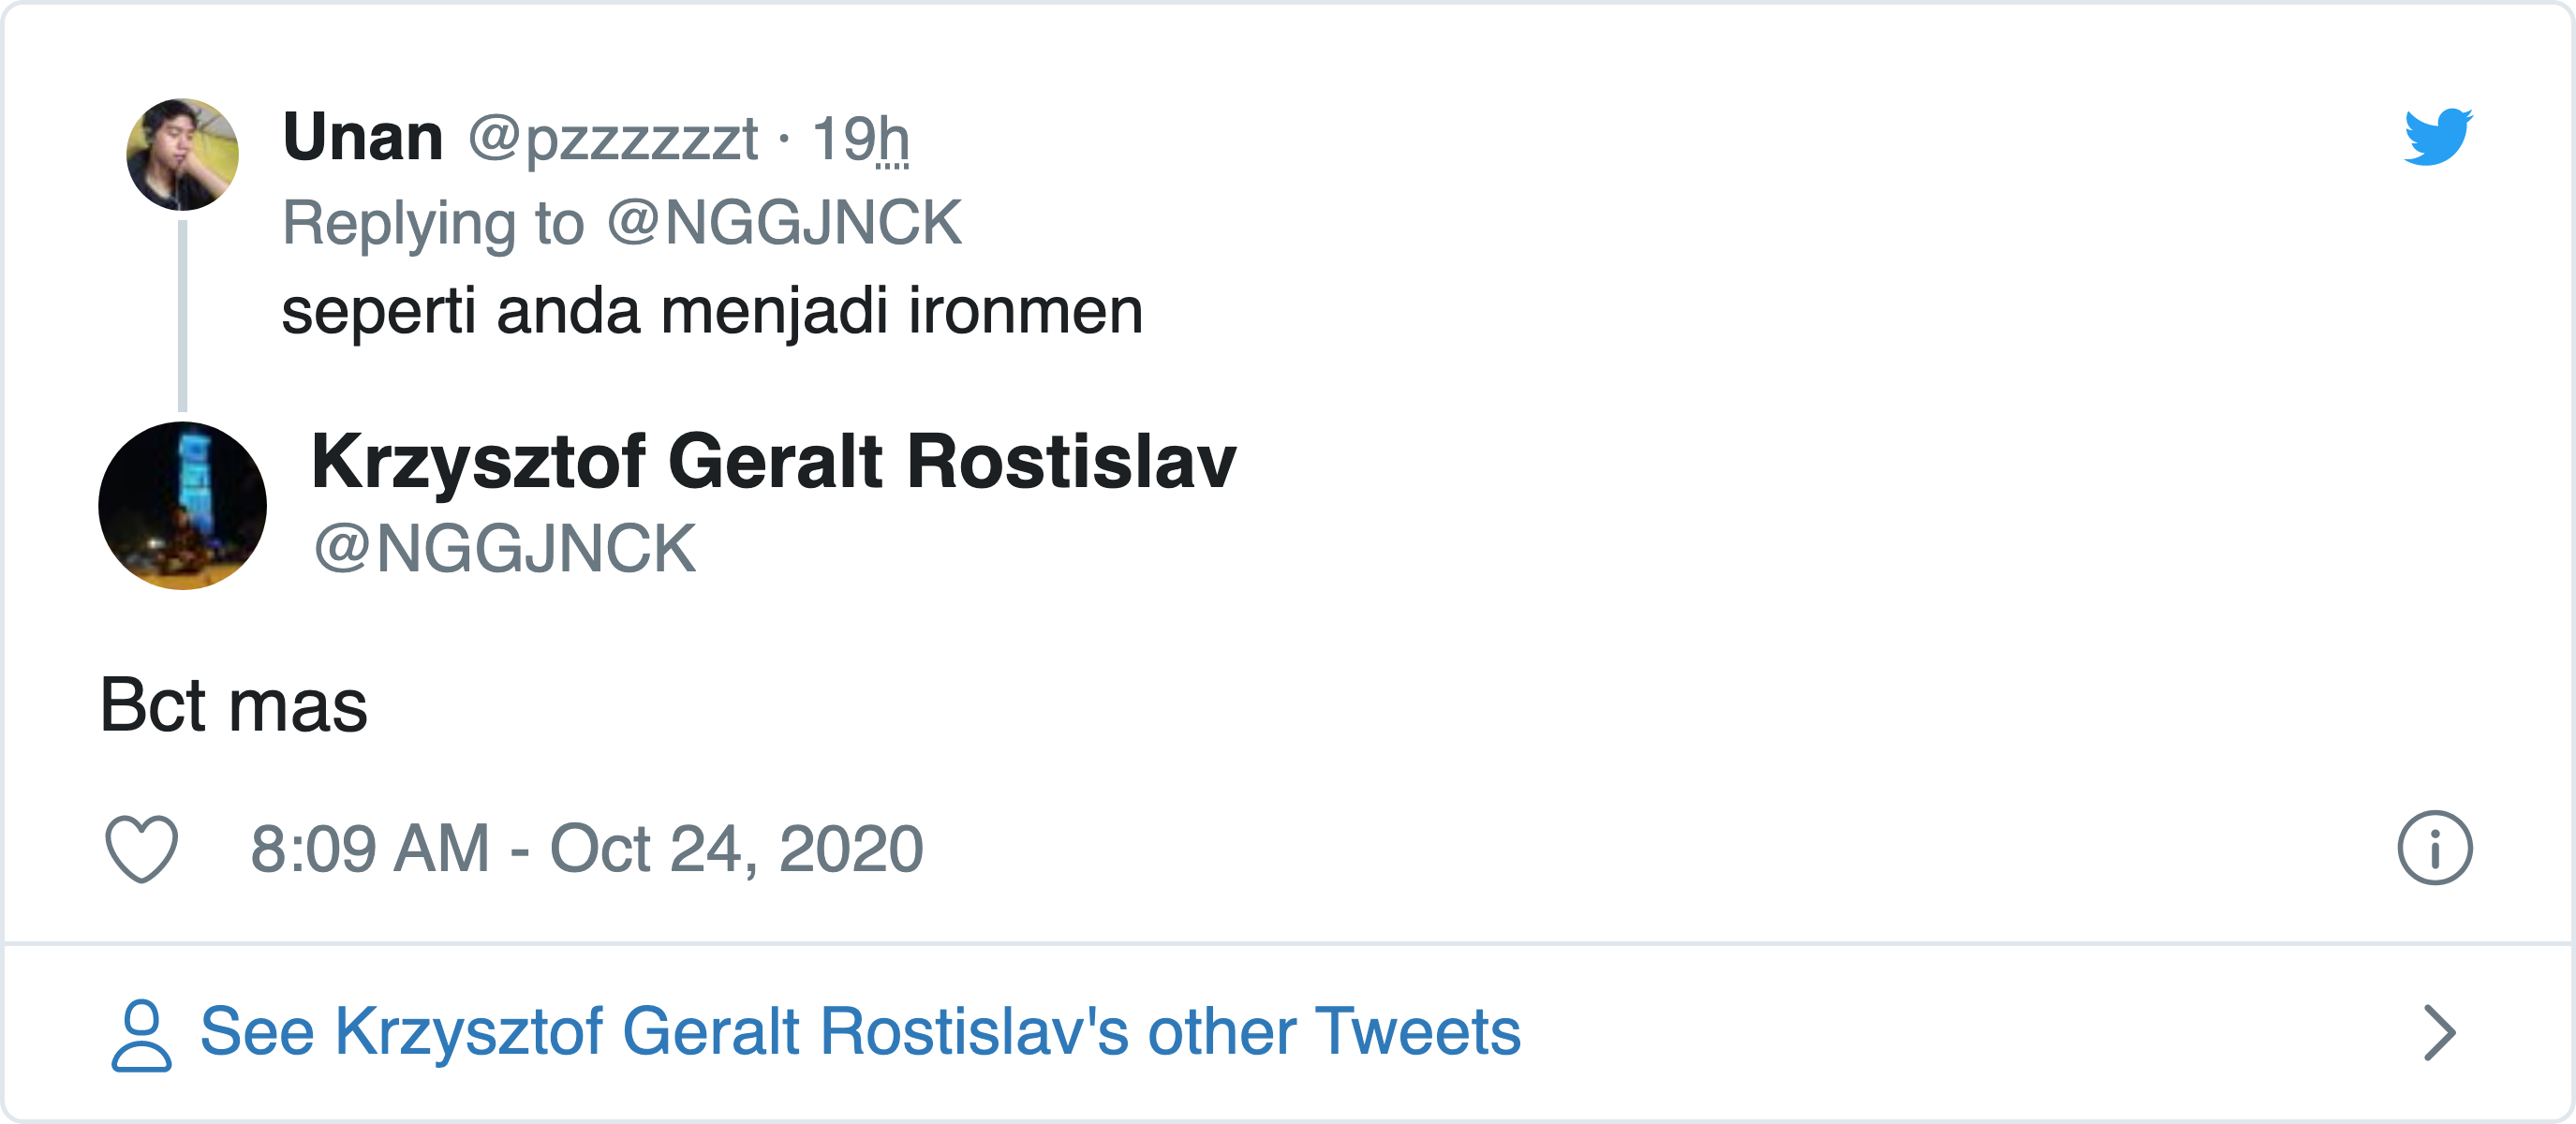 Unan @pzzzzzzt · 19h
Replying to @NGGJNCK
seperti anda menjadi ironmen
Krzysztof Geralt Rostislav
@NGGJNCK
Bct mas
8:09 AM - Oct 24, 2020
See Krzysztof Geralt Rostislav's other Tweets